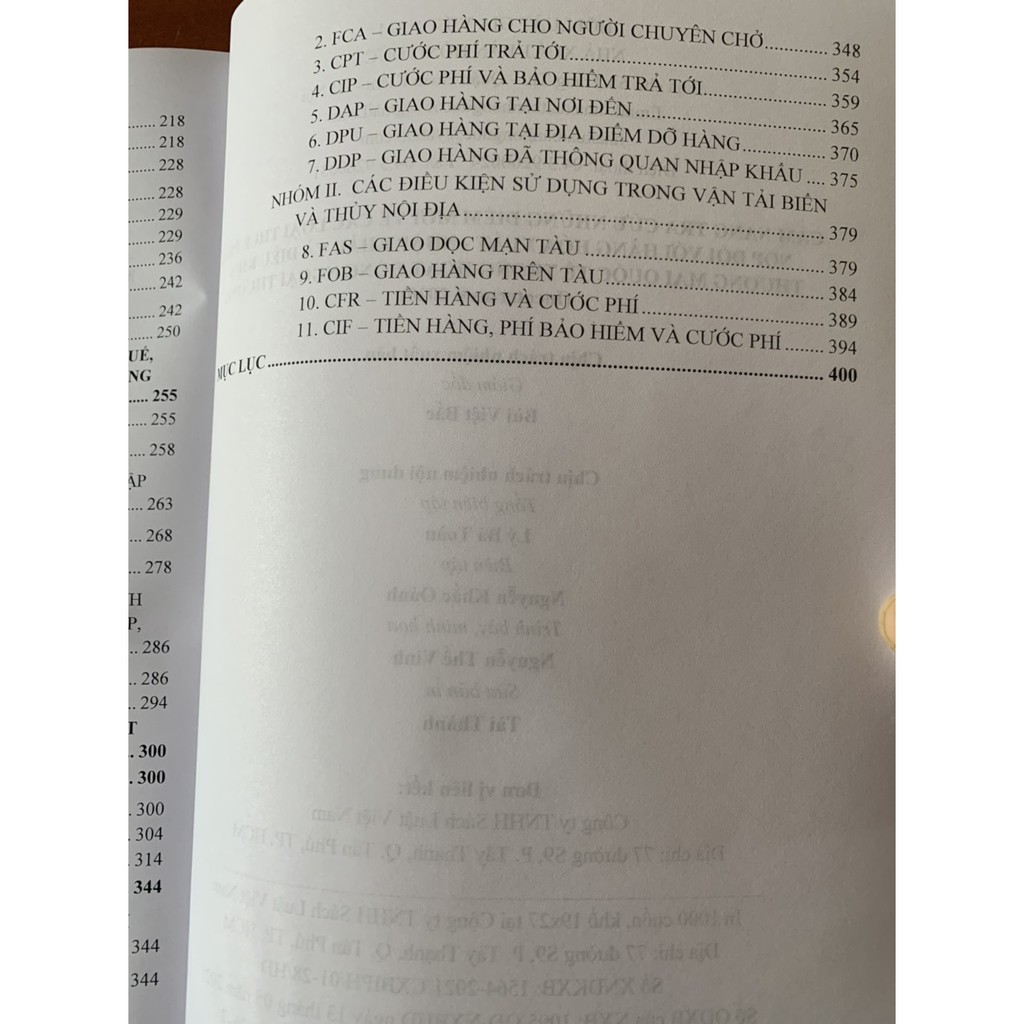 2. FCA – GIAO HÀNG CHO NGƯỜI CHUYÊN CHỞ............ 348
3. CPT – CƯỚC PHÍ TRẢ TỚI.................................................. 354
4. CIP – CƯỚC PHÍ VÀ BẢO HIỂM TRẢ TỚI........................ 359
5. DAP – GIAO HÀNG TẠI NƠI ĐẾN ..................................... 365
6. DPU – GIAO HÀNG TẠI ĐỊA ĐIỂM DỠ HÀNG................ 370
7. DDP – GIAO HÀNG ĐÃ THÔNG QUAN NHẬP KHẨU .... 375
NHÓM II. CÁC ĐIỀU KIỆN SỬ DỤNG TRONG VẬN TẢI BIỂN
VÀ THỦY NỘI ĐỊA.................................................................. 379
8. FAS – GIAO DỌC MẠN TÀU ............................................. 379
9. FOB – GIAO HÀNG TRÊN TÀU......................................... 384
10. CFR – TIỀN HÀNG VÀ CƯỚC PHÍ .................................. 389
11. CIF – TIỀN HÀNG, PHÍ BẢO HIỂM VÀ CƯỚC PHÍ ........ 394
MỤC LỤC................................................................................ 400
....... 218
....... 218
....... 228
....... 228
....... 229
....... 229
....... 236
....... 242
....... 242
....... 250
UẾ,
NG
..... 255
..... 255
.... 258
ẬP
.... 263
... 268
... 278
H
P,
.. 286
.. 286
.. 294
T
. 300
. 300
. 300
. 304
. 314
344
344
344